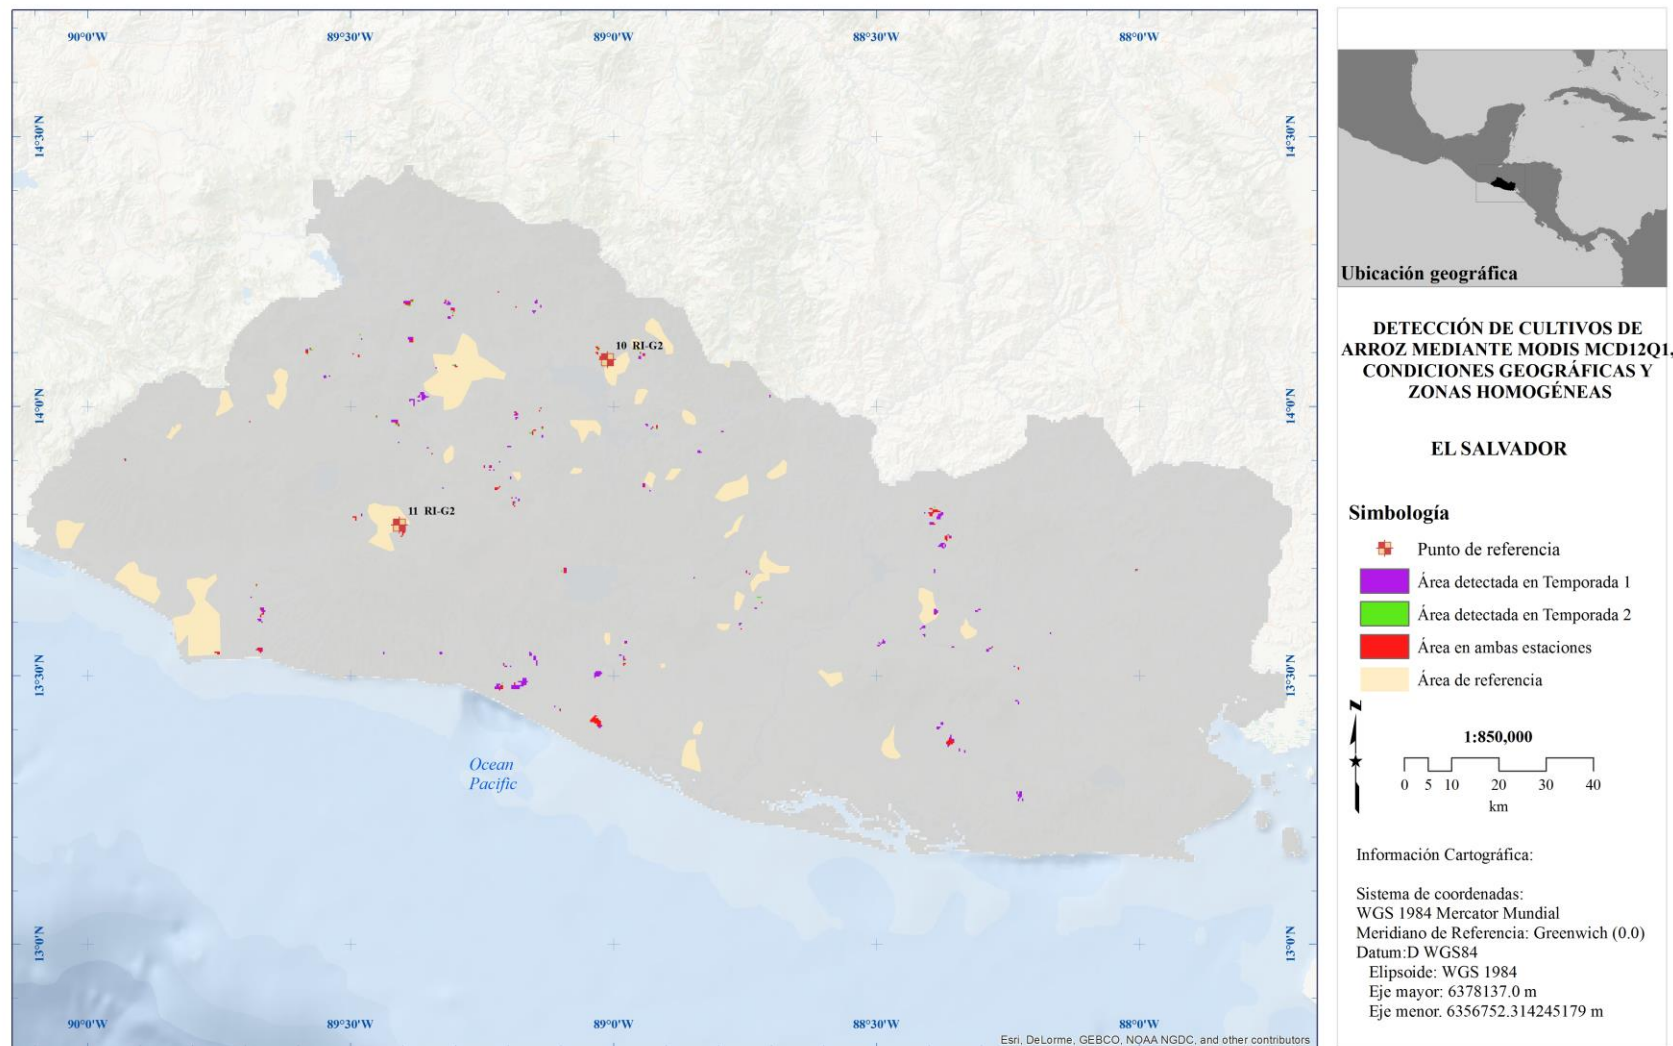 90°0'W
89°30'W
89°0'W
88°30'W
88°0'W
14°30'N
14°30'N
10 RI-G2
14°0'N
14°0'N
11 RI-G2
13°30'N
13°30'N
Ocean
Pacific
13°0'N
13°0'N
90°0'W
89°30'W
89°0'W
88°30'W
88°0'W
Esri, DeLorme, GEBCO, NOAA NGDC, and other contributors
Ubicación geográfica
DETECCIÓN DE CULTIVOS DE
ARROZ MEDIANTE MODIS MCD12Q1,
CONDICIONES GEOGRÁFICAS Y
ZONAS HOMOGÉNEAS
EL SALVADOR
Simbología
Punto de referencia
Área detectada en Temporada 1
Área detectada en Temporada 2
Área en ambas estaciones
Área de referencia
N
1:850,000
0 5 10 20 30 40
km
Información Cartográfica:
Sistema de coordenadas:
WGS 1984 Mercator Mundial
Meridiano de Referencia: Greenwich (0.0)
Datum:D WGS84
Elipsoide: WGS 1984
Eje mayor: 6378137.0 m
Eje menor. 6356752.314245179 m